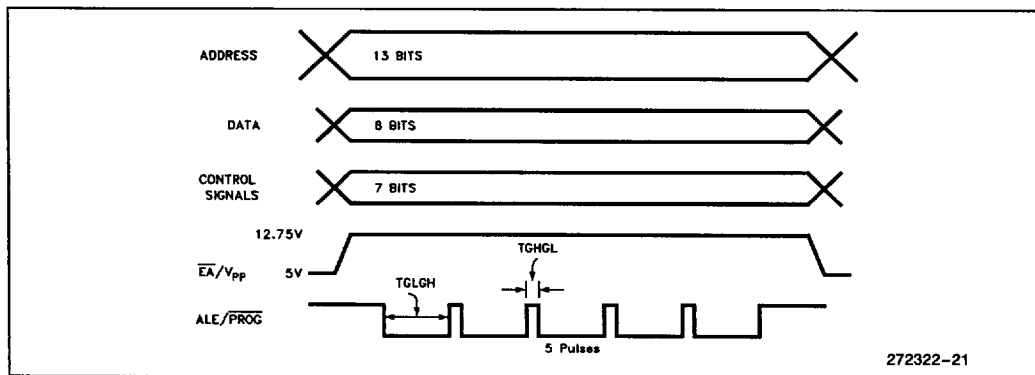 ADDRESS
13 BITS
DATA
8 BITS
CONTROL
SIGNALS
7 BITS
12.75V
EA/VPP
5V
TGHGL
TGLGH
ALE/PROG
5 Pulses
272322-21